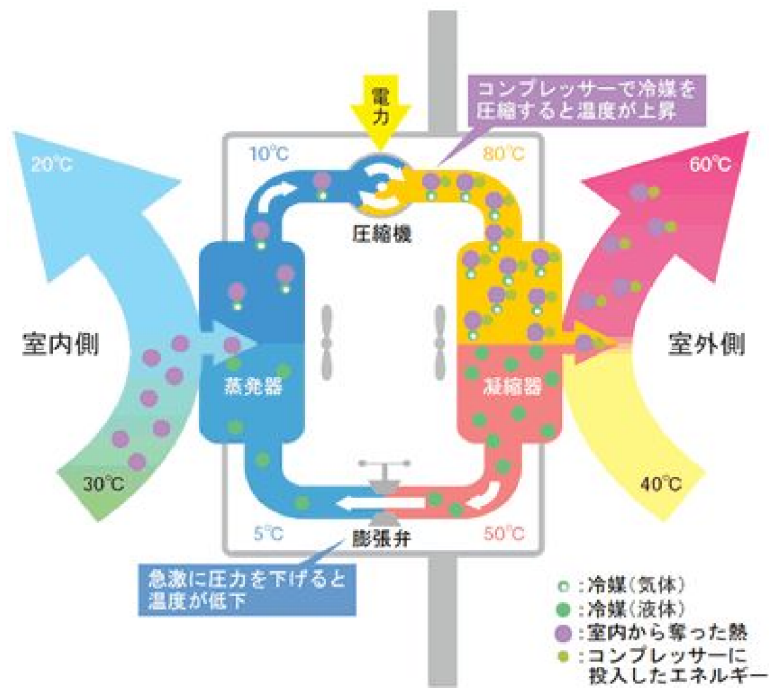 コンプレッサーで冷媒を
圧縮すると温度が上昇
電力
20℃
10℃
80℃
60℃
圧縮機
室内側
室外側
蒸発器
凝縮器
30℃
40℃
5℃
膨張弁
50℃
急激に圧力を下げると
温度が低下
:冷媒(気体)
:冷媒(液体)
:室内から奪った熱
:コンプレッサーに
投入したエネルギー